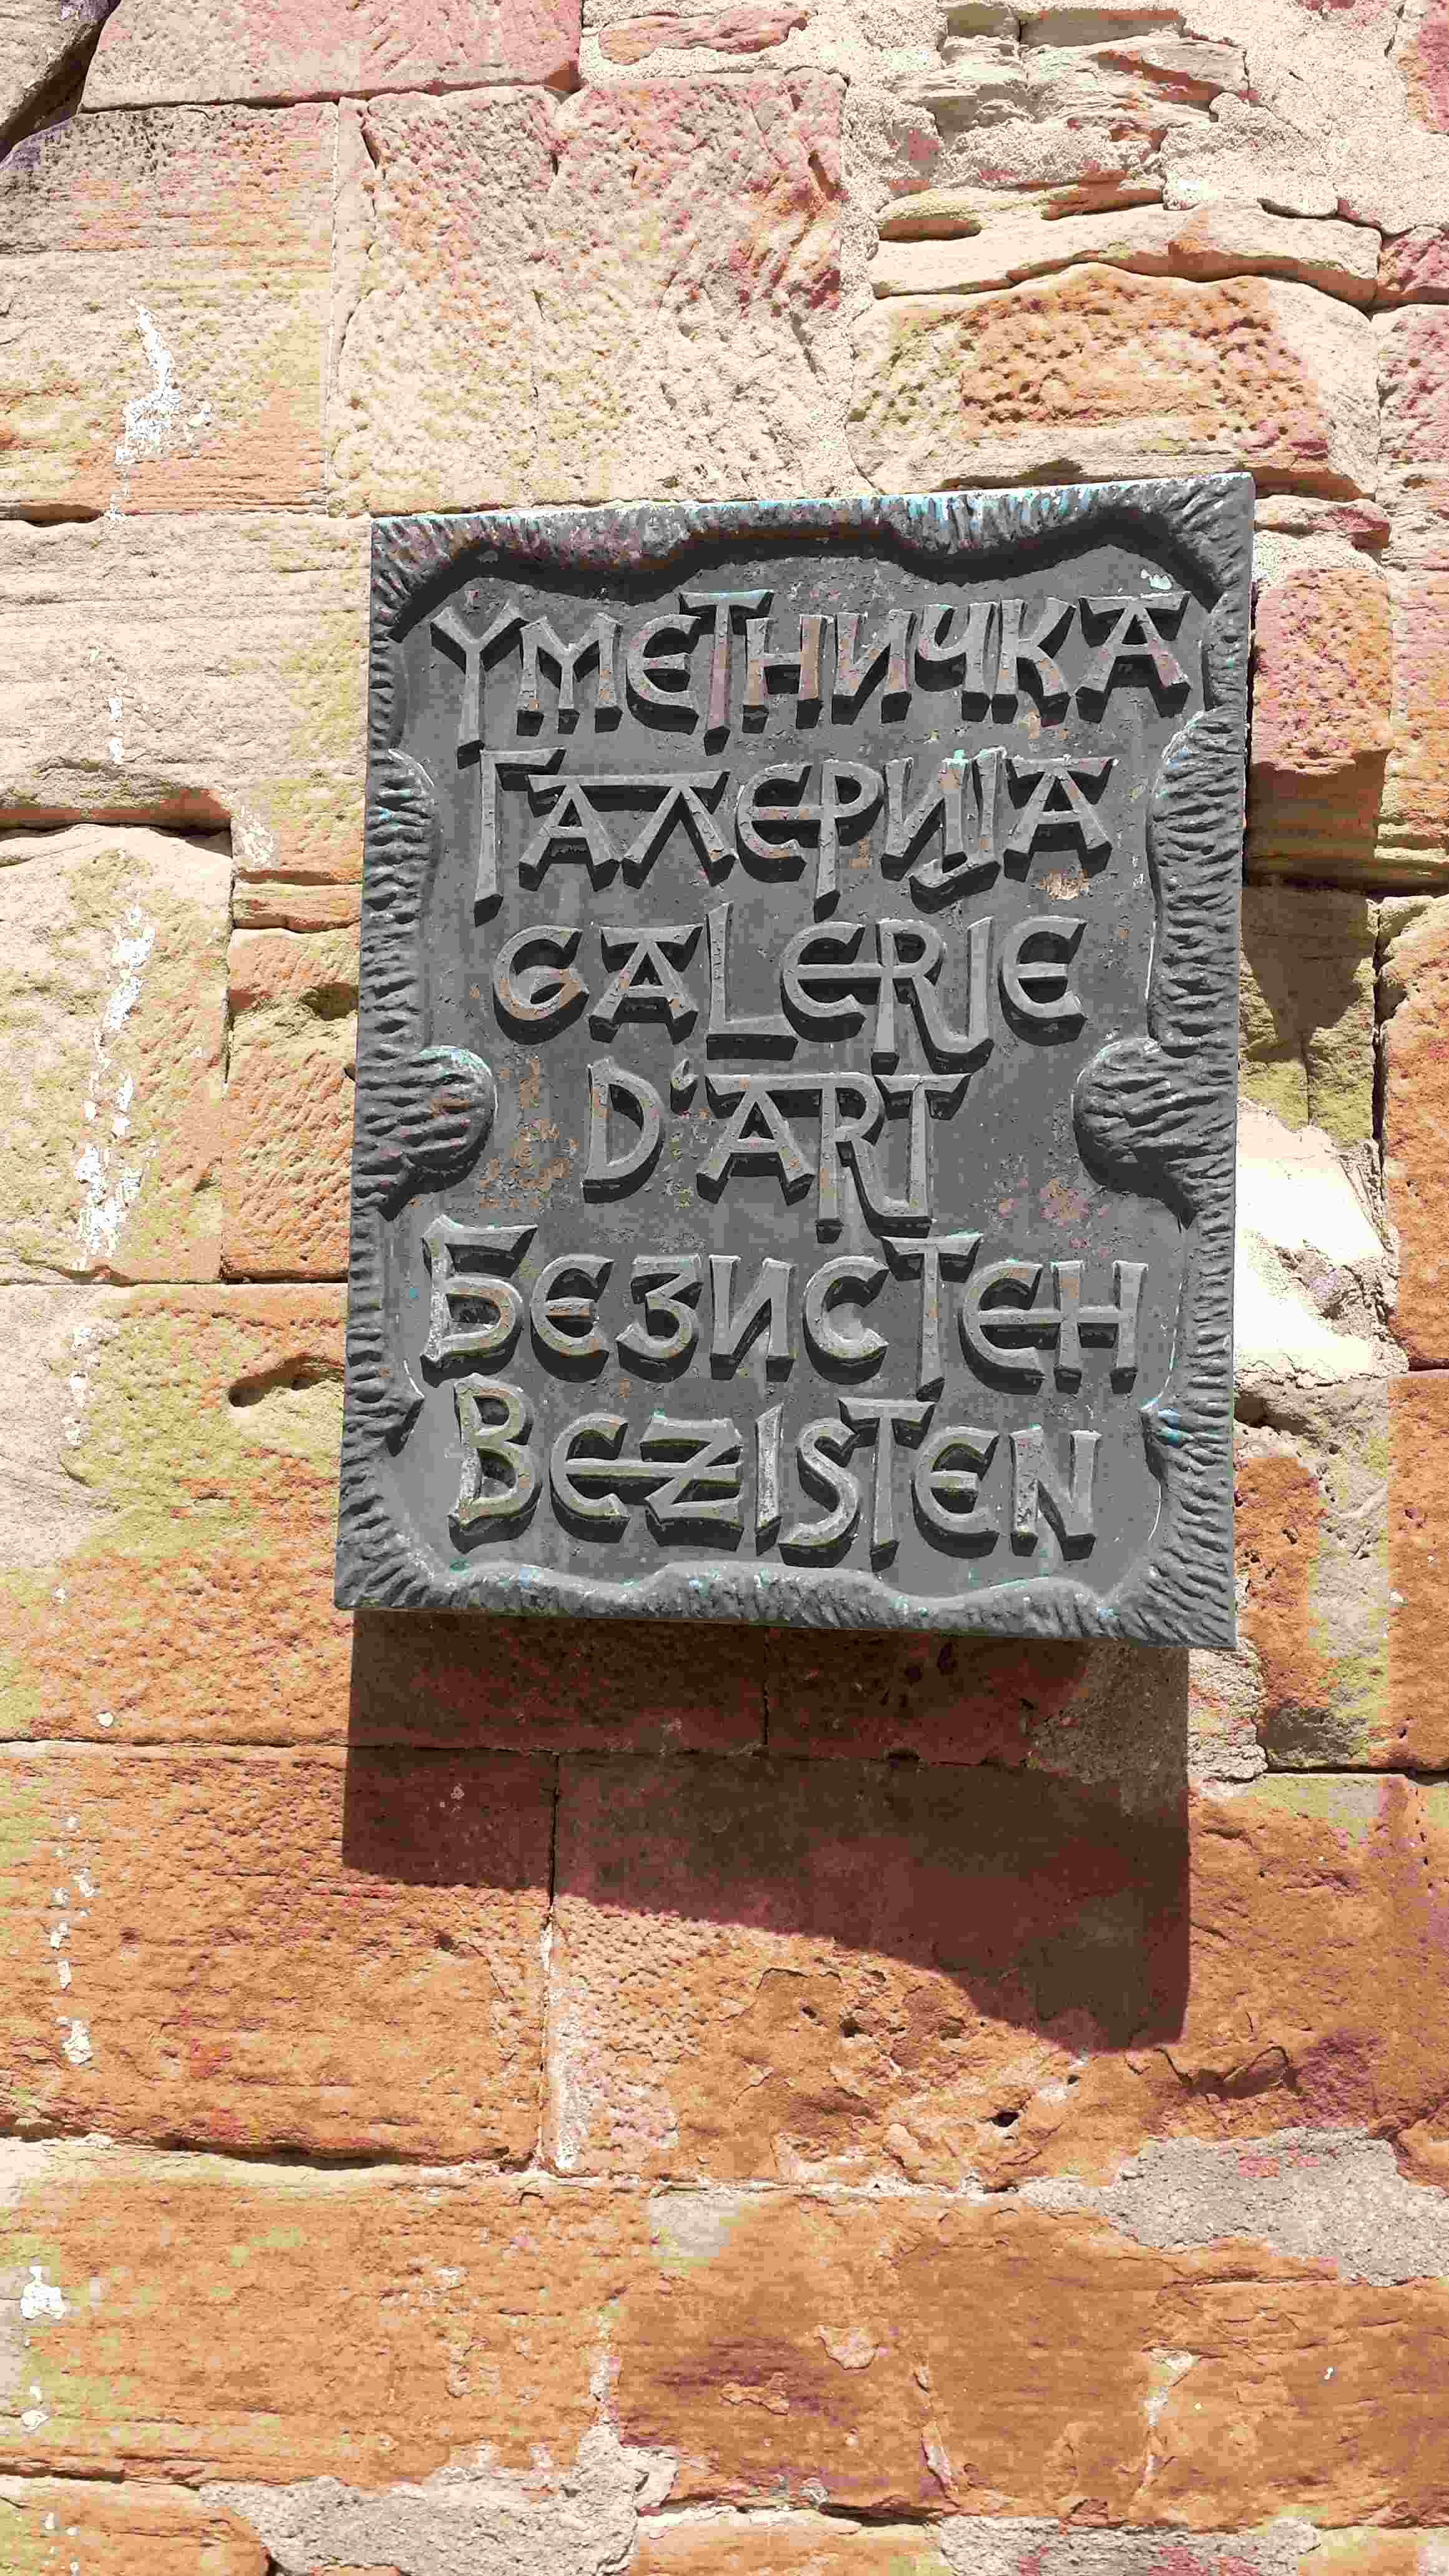 УМЕТНИЧКА
ГАЛЕРИЈА
GALERIE
D'ART
БЕЗИСТЕН
BEZISTEN